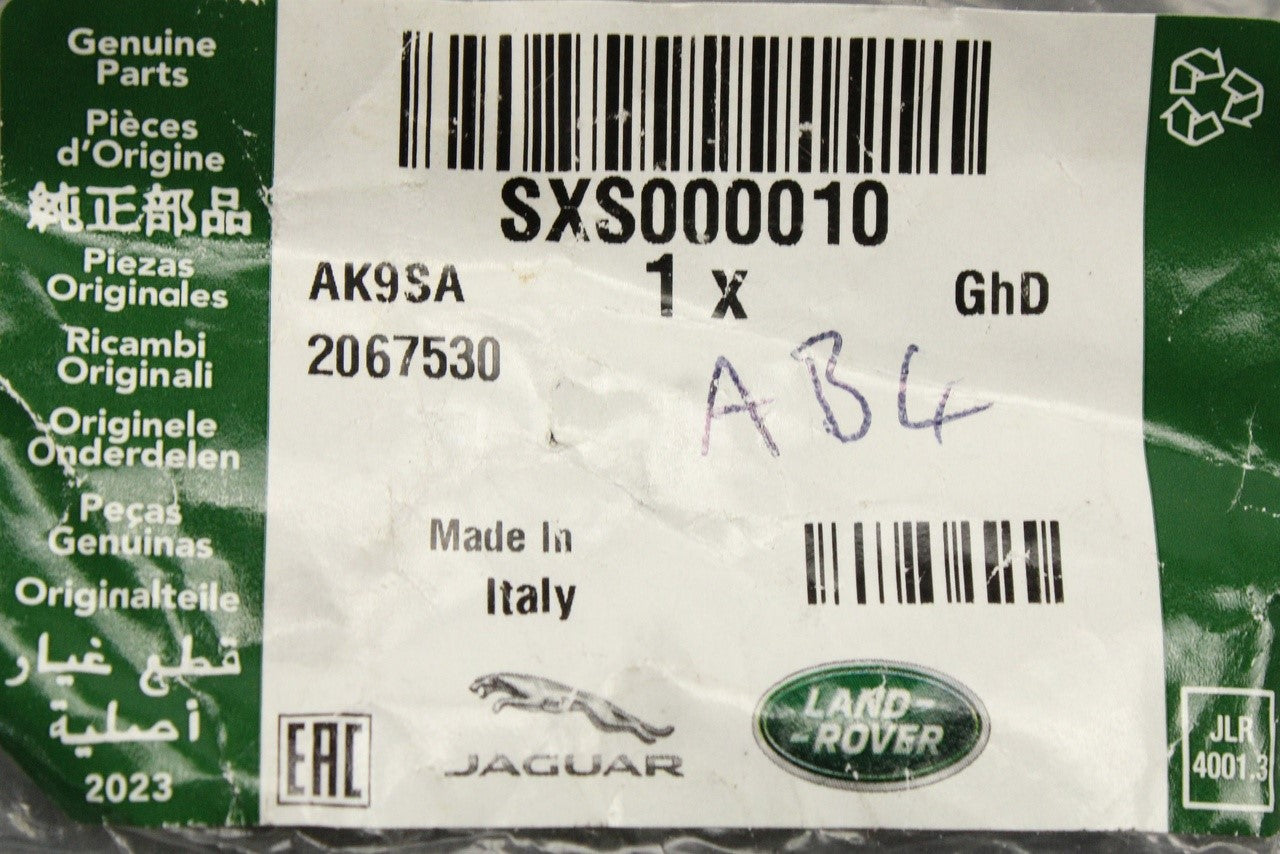 Genuine
Parts
Pièces
d'Origine
純正部品
Piezas
Originales
Ricambi
Originali
Originele
Onderdelen
Peças
Genuinas
Originalteile
قطع غيار
أصلية
2023
SXS000010
AK9SA 1 x GhD
2067530
AB4
Made In
Italy
EAC
JAGUAR
LAND-
-ROVER
JLR
4001.3